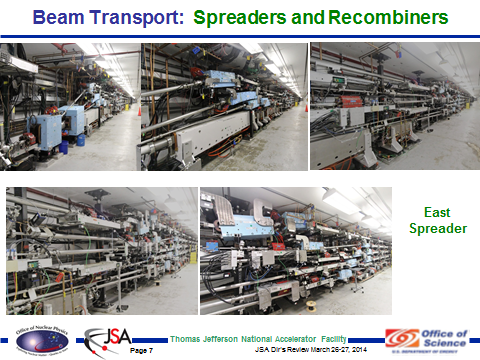 Beam Transport: Spreaders and Recombiners
East
Spreader
Office of Nuclear Physics
JSA
Thomas Jefferson National Accelerator Facility
Page 7
JSA Dir's Review March 26-27, 2014
Office of
Science
U.S. DEPARTMENT OF ENERGY